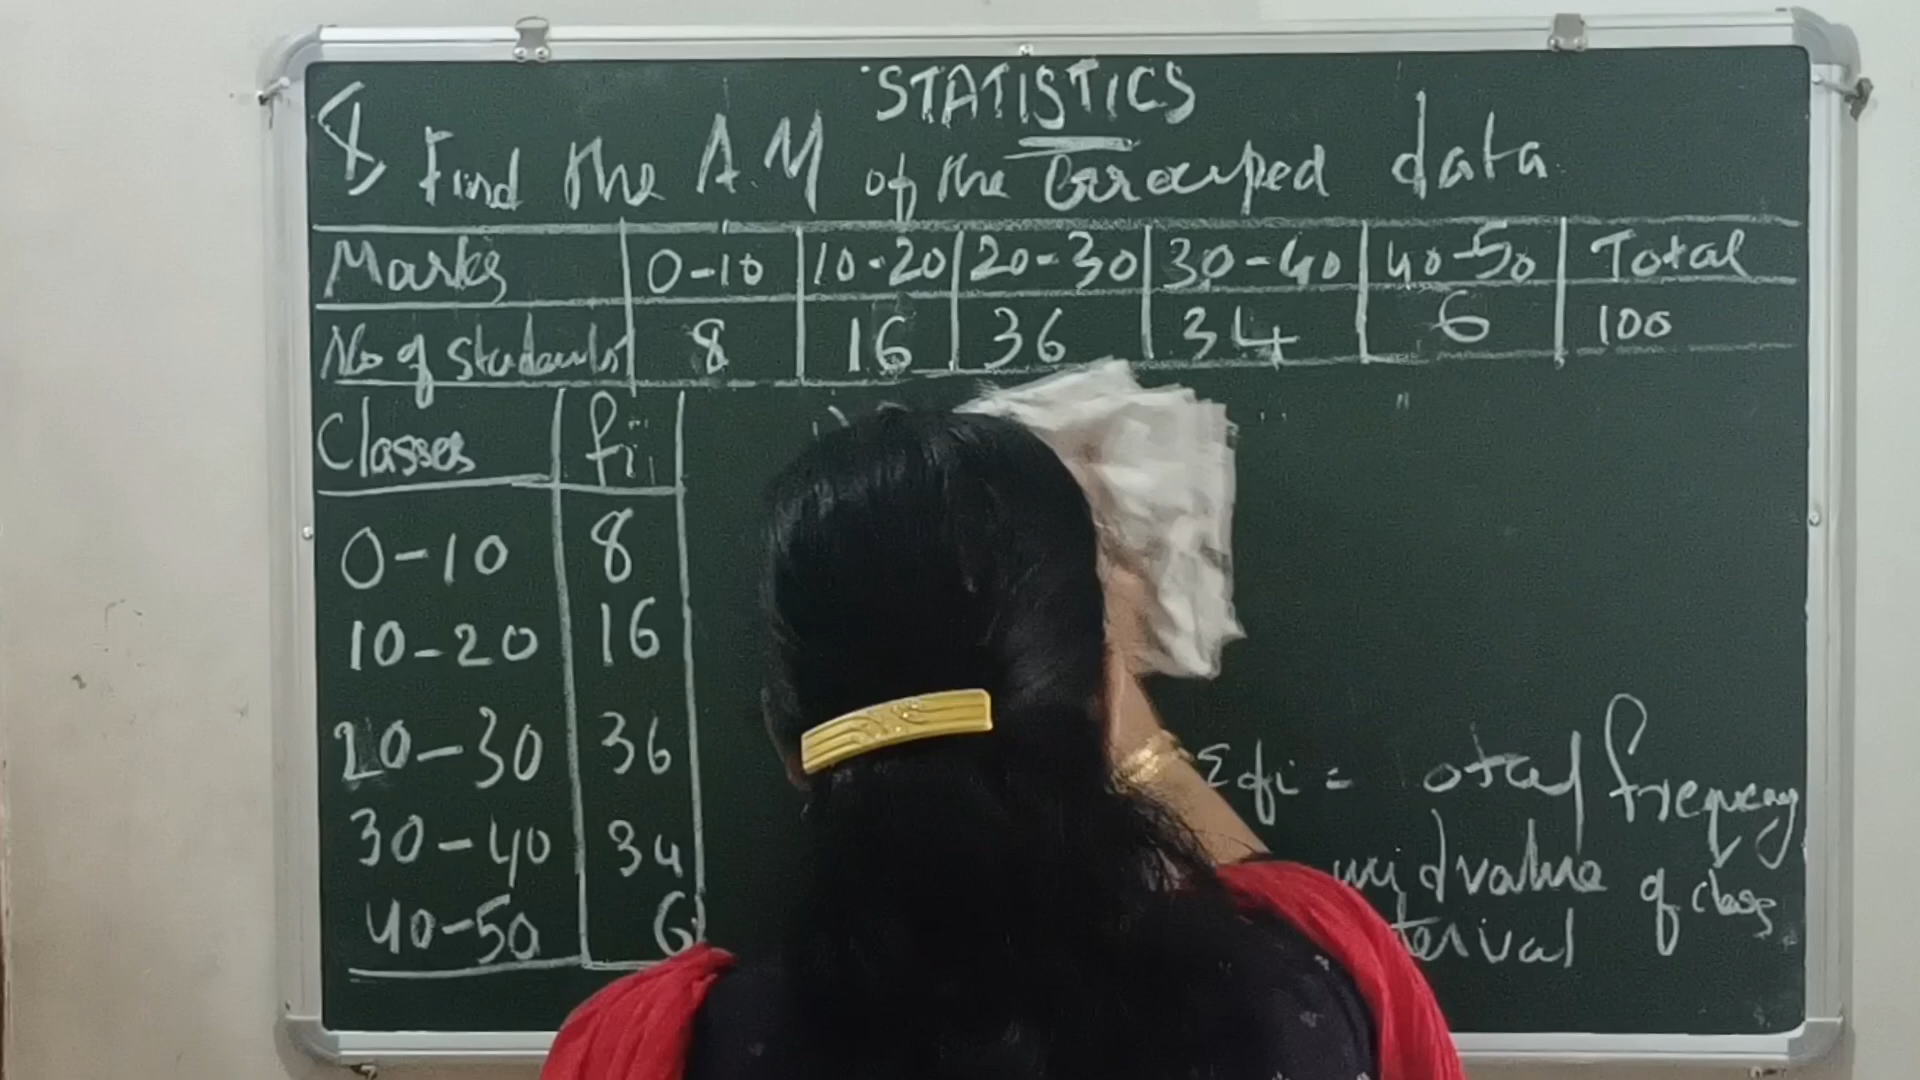 STATISTICS
Q, Find the A.M of the Grouped data
Marks 0-10 10-20 20-30 30-40 40-50 Total
No of students 8 16 36 34 6 100
Classes fi
0-10 8
10-20 16
20-30 36
30-40 34
40-50 6
Σfi = otal frequency
midvalue of class
terval